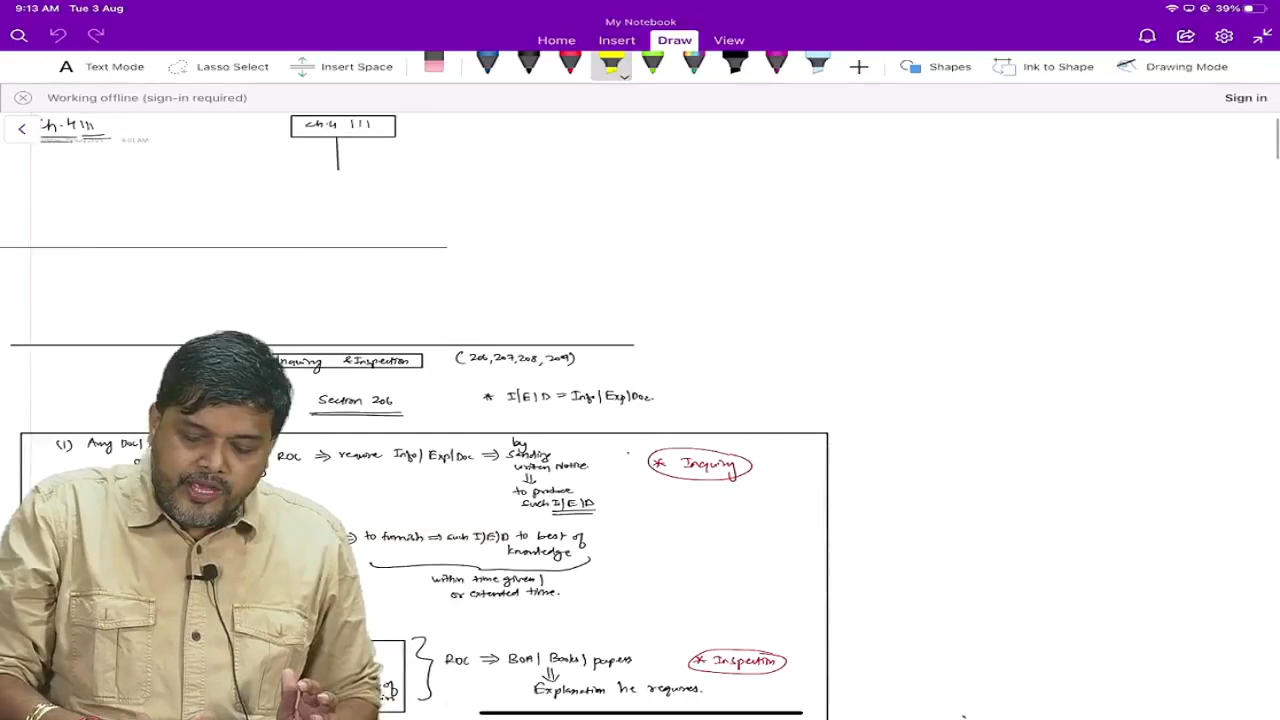 9:13 AM Tue 3 Aug
39%
My Notebook
Home Insert Draw View
Text Mode Lasso Select Insert Space Shapes Ink to Shape Drawing Mode
Working offline (sign-in required) Sign in
Ch.4
4:01 AM
Ch.4
Inquiry & Inspection (206,207,208,209)
Section 206 * I/E/D = Info/Exp/Doc.
(1) Any Doc/
ROC ⇒ require Info/Exp/Doc ⇒ by sending
written Notice
⇓
to produce
such I/E/D
* Inquiry
⇒ to furnish ⇒ such I/E/D to best of
knowledge
within time given/
or extended time.
ROC ⇒ BOA/ Books/ papers
* Inspection
⇓
Explanation he requires.